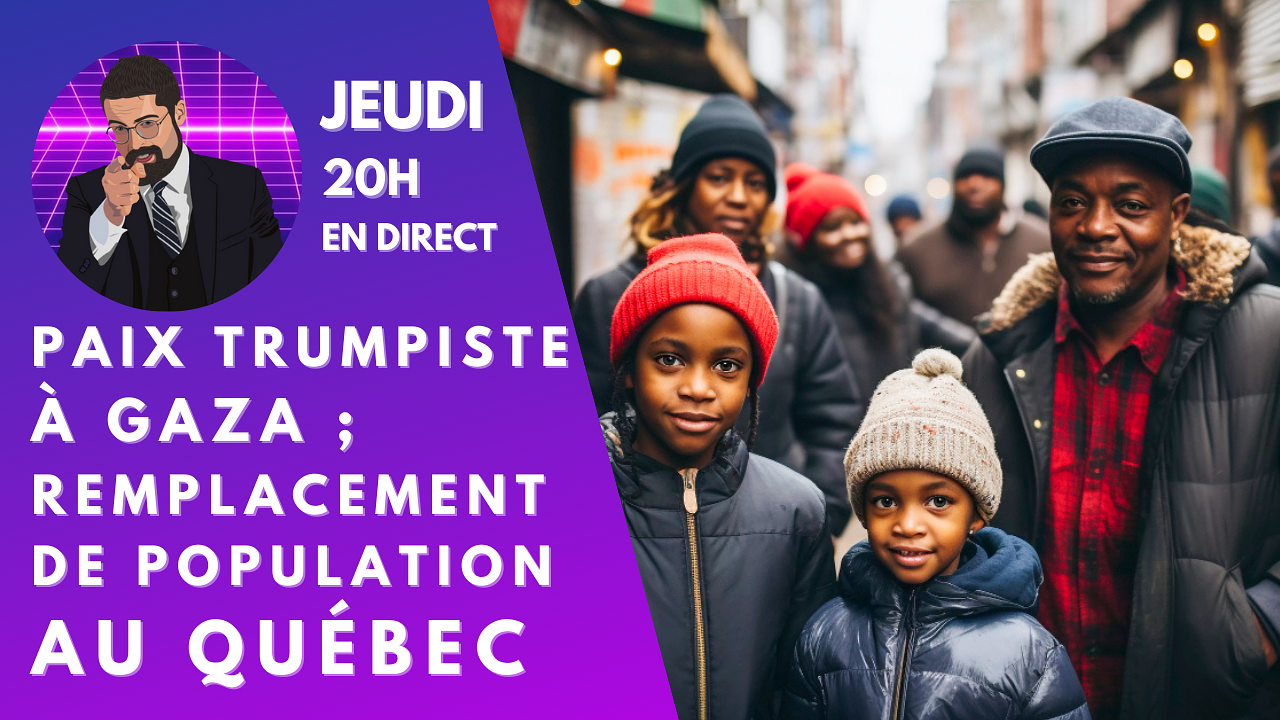 JEUDI
20H
EN DIRECT
PAIX TRUMPISTE
À GAZA ;
REMPLACEMENT
DE POPULATION
AU QUÉBEC